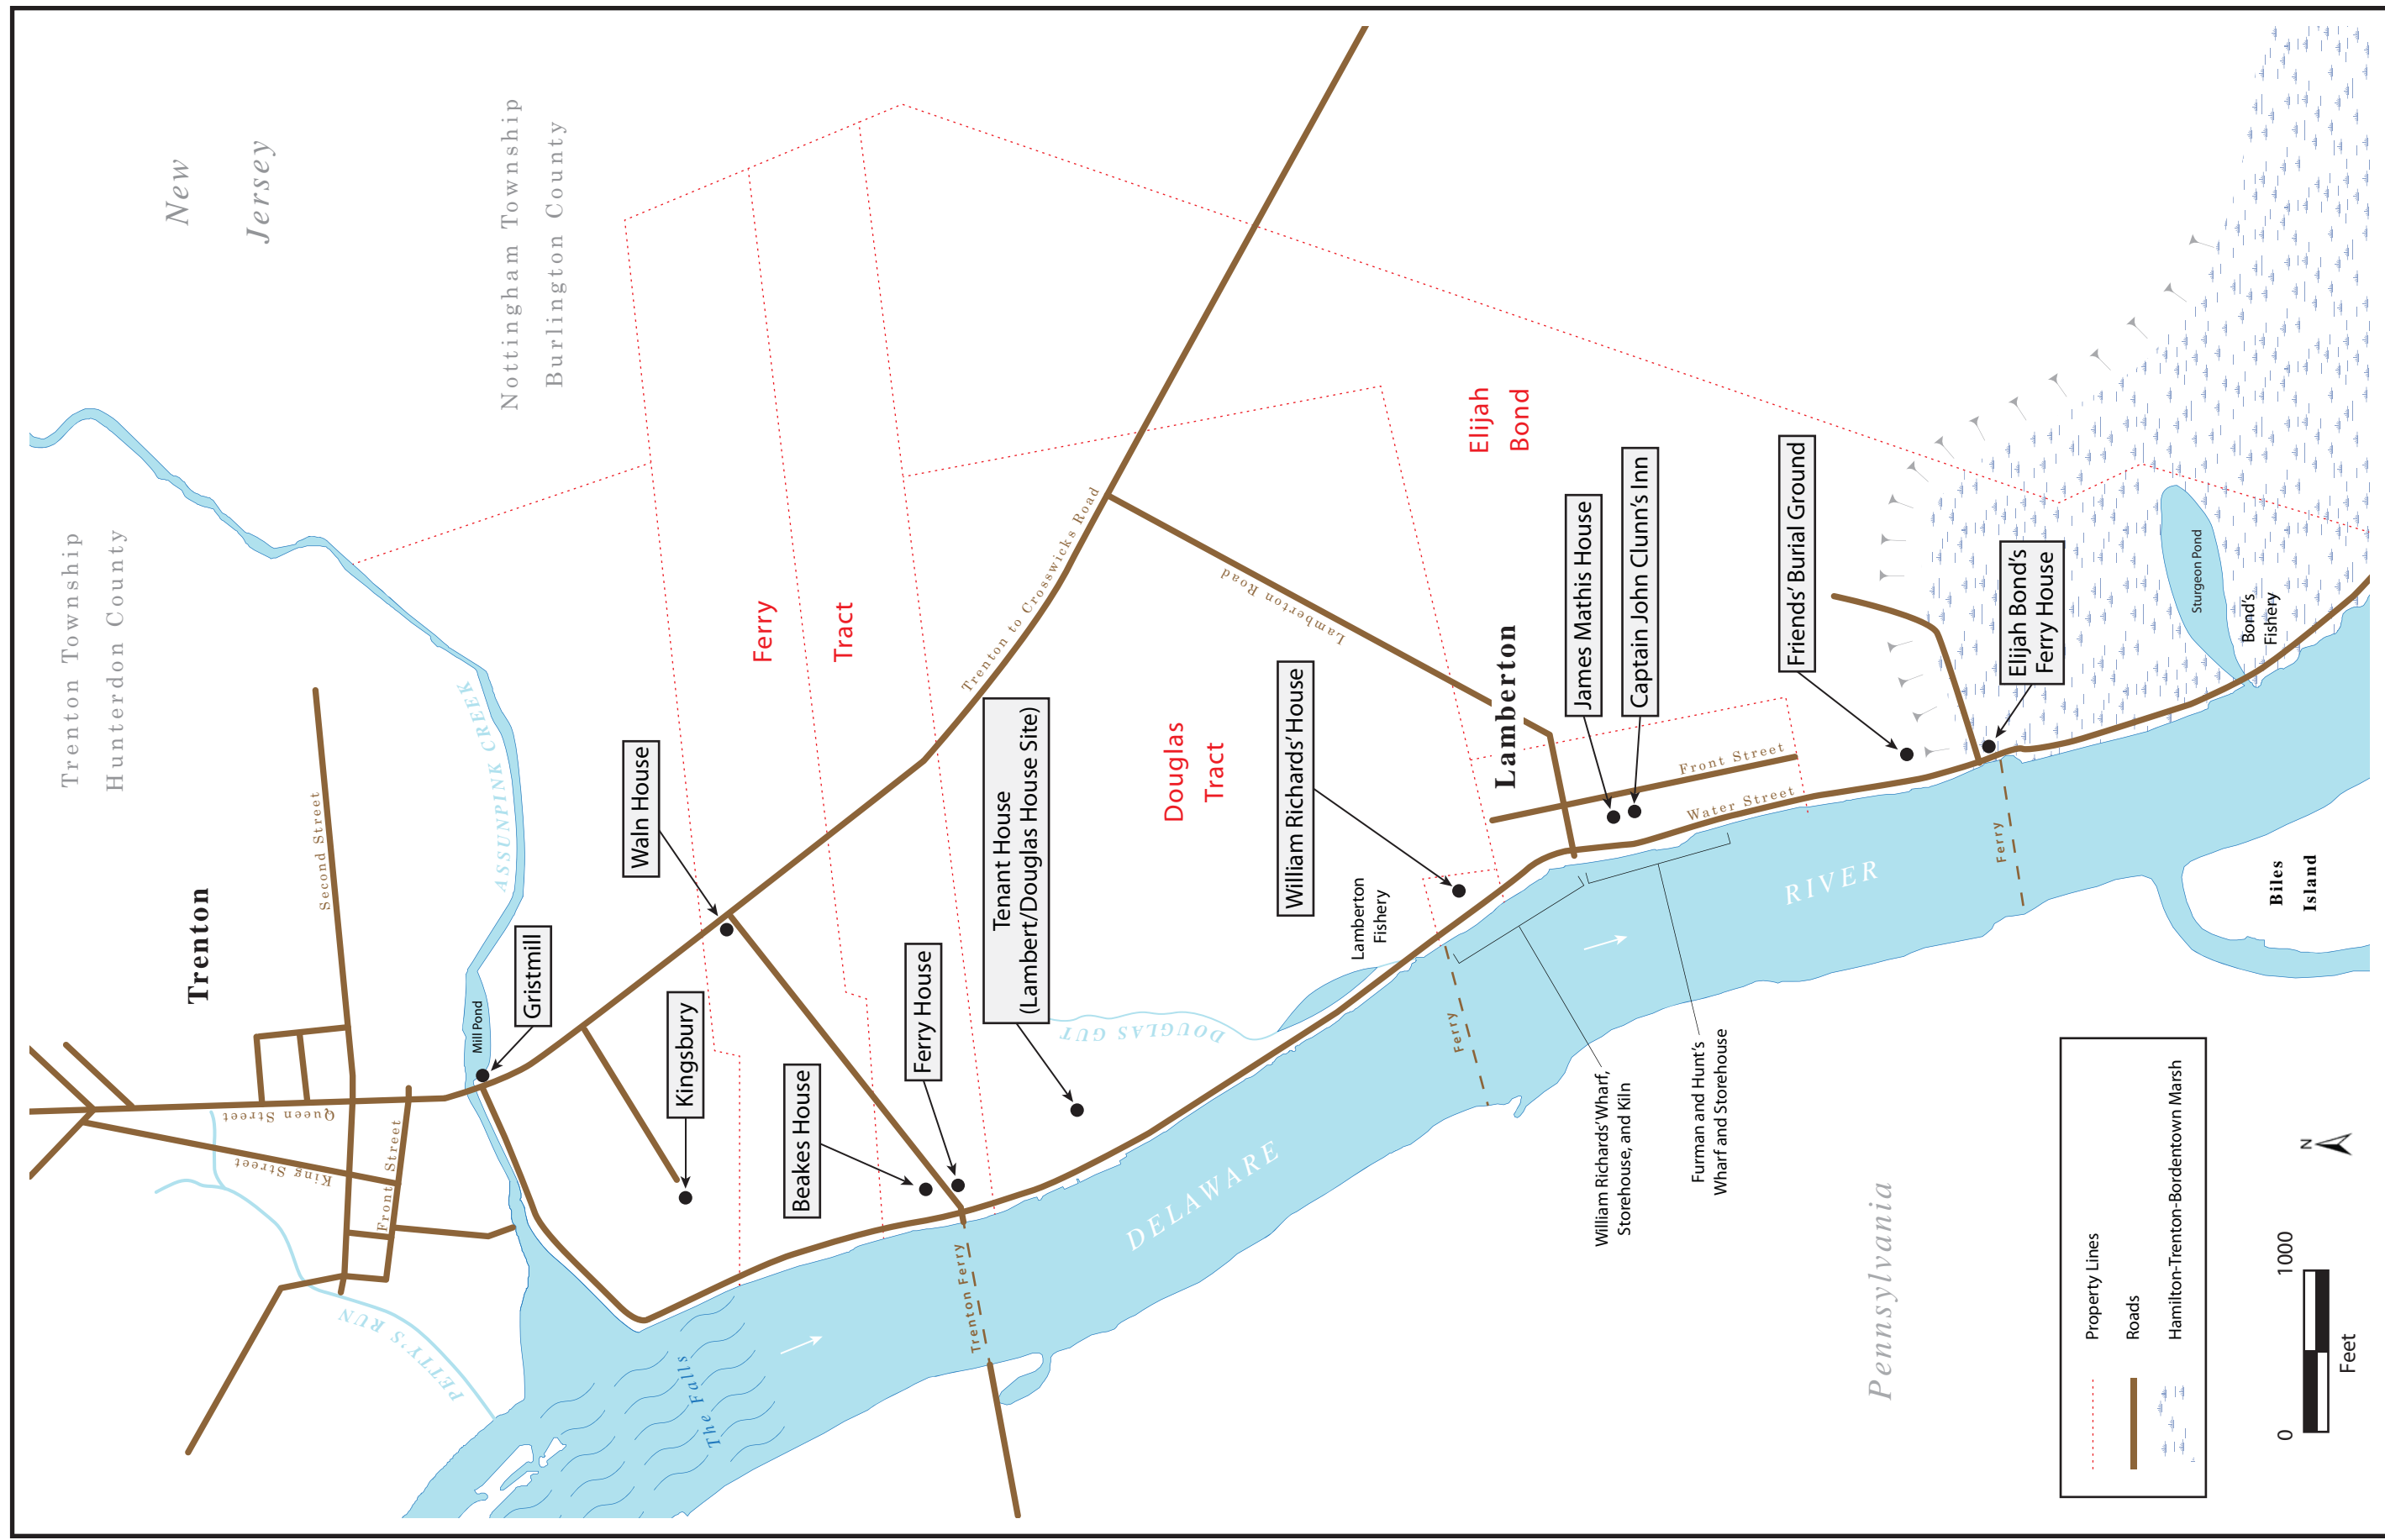 New
Jersey
Nottingham Township
Burlington County
Trenton Township
Hunterdon County
Trenton
Second Street
Queen Street
King Street
Front Street
PETTY'S RUN
ASSUNPINK CREEK
Mill Pond
Gristmill
Waln House
Kingsbury
Beakes House
Ferry House
Tenant House
(Lambert/Douglas House Site)
Ferry
Tract
Trenton to Crosswicks Road
Lamberton Road
Douglas
Tract
DOUGLAS GUT
The Falls
Trenton Ferry
DELAWARE
RIVER
Lamberton
Fishery
William Richards' House
Lamberton
Elijah
Bond
James Mathis House
Captain John Clunn's Inn
Front Street
Water Street
Friends' Burial Ground
Elijah Bond's
Ferry House
Sturgeon Pond
Bond's
Fishery
Ferry
Ferry
William Richards' Wharf,
Storehouse, and Kiln
Furman and Hunt's
Wharf and Storehouse
Biles
Island
Pennsylvania
Property Lines
Roads
Hamilton-Trenton-Bordentown Marsh
N
0 1000
Feet